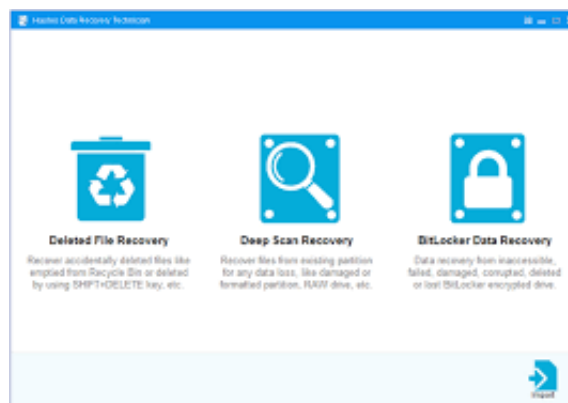 Hasleo Data Recovery Technician
Deleted File Recovery
Recover accidentally deleted files like
emptied from Recycle Bin or deleted
by using SHIFT+DELETE key, etc.
Deep Scan Recovery
Recover files from existing partition
for any data loss, like damaged or
formatted partition, RAW drive, etc.
BitLocker Data Recovery
Data recovery from inaccessible,
failed, damaged, corrupted, deleted
or lost BitLocker encrypted drive.
Import